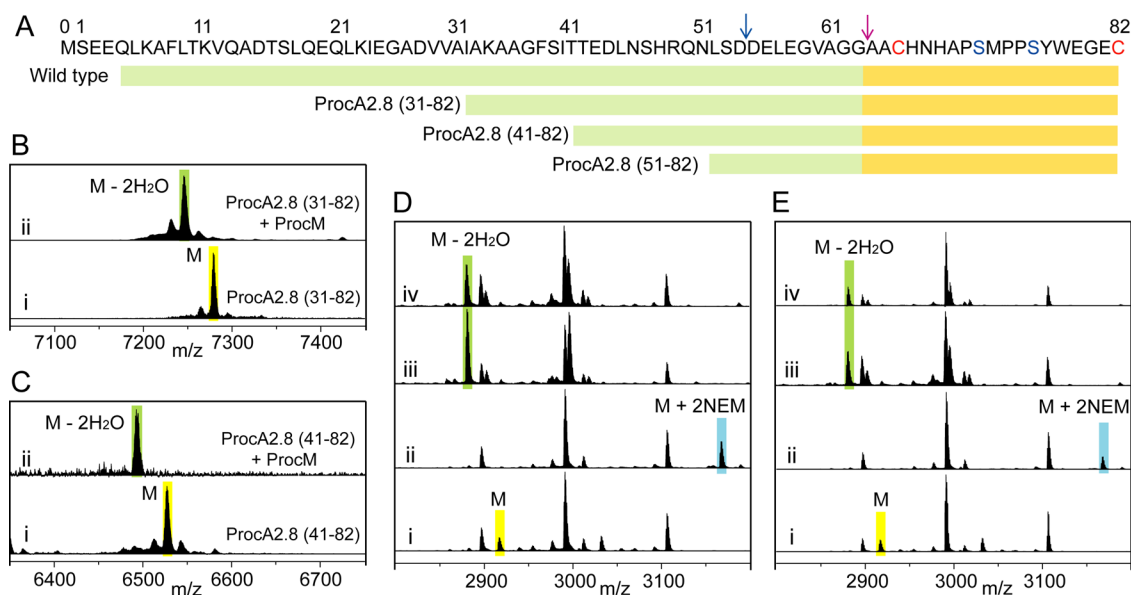 A
0 1 11 21 31 41 51 61 82
MSEEQLKAFLTKVQADTSLQEQLKIEGADVVAIAKAAGFSITTEDLNSHRQNLSDDELEGVAGGAACHNHAPSMPPSYWEGEC
Wild type
ProcA2.8 (31-82)
ProcA2.8 (41-82)
ProcA2.8 (51-82)
B
M - 2H₂O
ii
ProcA2.8 (31-82)
+ ProcM
M
i
ProcA2.8 (31-82)
7100 7200 7300 7400
m/z
C
M - 2H₂O
ii
ProcA2.8 (41-82)
+ ProcM
M
i
ProcA2.8 (41-82)
6400 6500 6600 6700
m/z
D
M - 2H₂O
iv
iii
M + 2NEM
ii
M
i
2900 3000 3100
m/z
E
M - 2H₂O
iv
iii
M + 2NEM
ii
M
i
2900 3000 3100
m/z